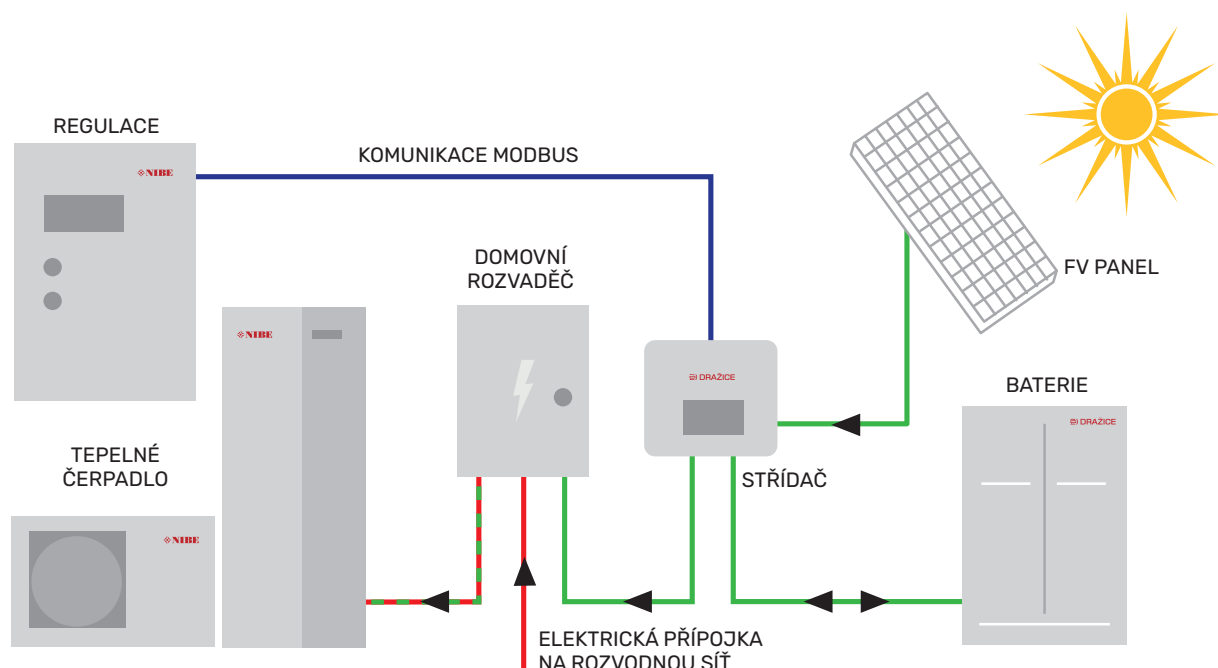 REGULACE
NIBE
KOMUNIKACE MODBUS
FV PANEL
DOMOVNÍ
ROZVADĚČ
NIBE
DRAŽICE
STŘÍDAČ
BATERIE
DRAŽICE
TEPELNÉ
ČERPADLO
NIBE
ELEKTRICKÁ PŘÍPOJKA
NA ROZVODNOU SÍŤ